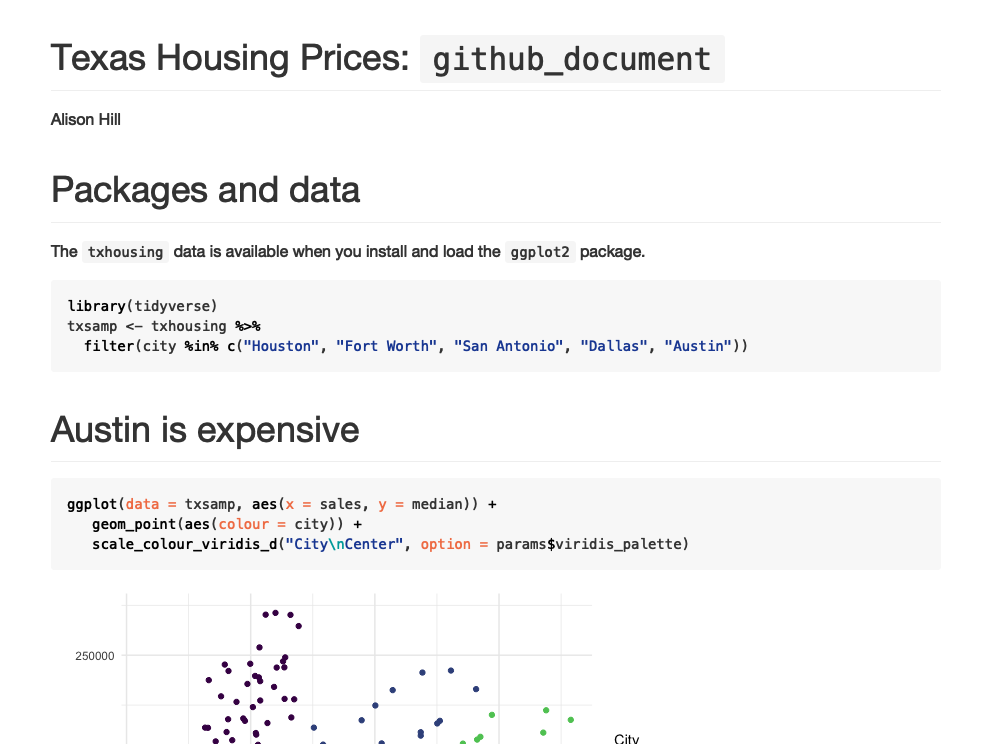 Texas Housing Prices: github_document
Alison Hill
Packages and data
The txhousing data is available when you install and load the ggplot2 package.
library(tidyverse)
txsamp <- txhousing %>%
  filter(city %in% c("Houston", "Fort Worth", "San Antonio", "Dallas", "Austin"))
Austin is expensive
ggplot(data = txsamp, aes(x = sales, y = median)) +
   geom_point(aes(colour = city)) +
   scale_colour_viridis_d("City\nCenter", option = params$viridis_palette)
250000
City